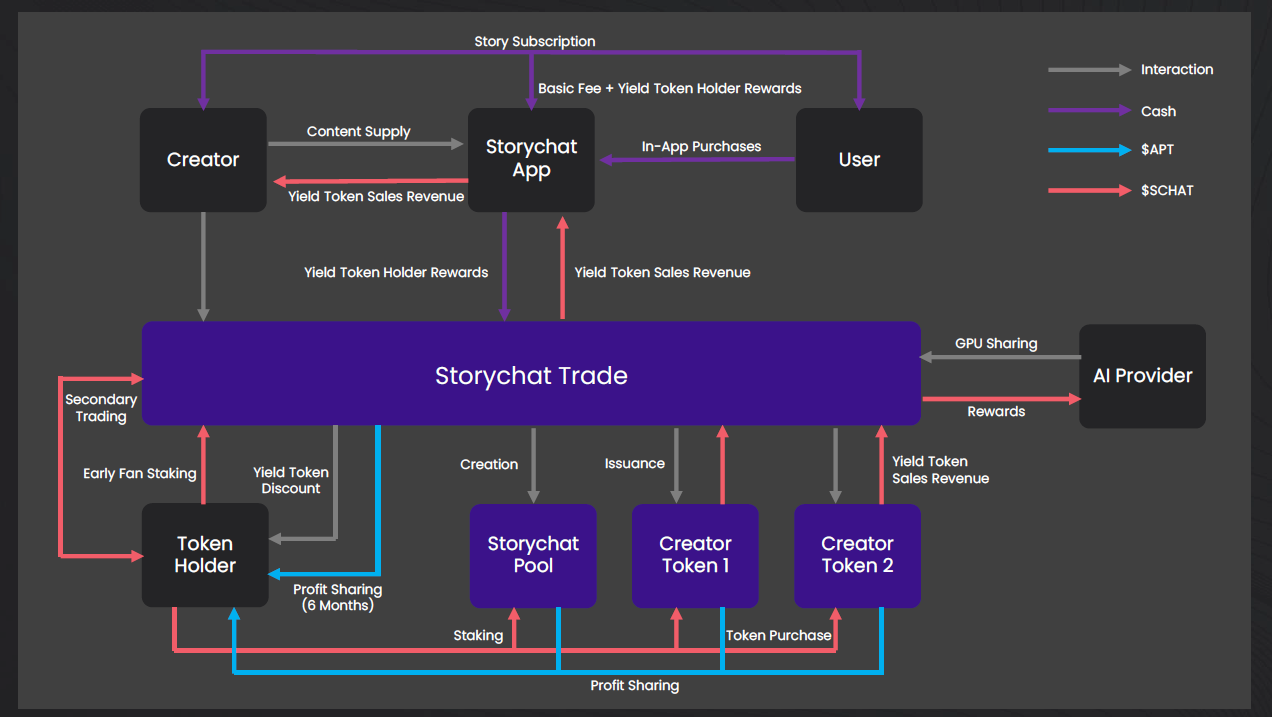 Story Subscription
Basic Fee + Yield Token Holder Rewards
Interaction
Cash
$APT
$SCHAT
Creator
Content Supply
Yield Token Sales Revenue
Storychat
App
In-App Purchases
User
Yield Token Holder Rewards
Yield Token Sales Revenue
Storychat Trade
GPU Sharing
Rewards
AI Provider
Secondary
Trading
Early Fan Staking
Yield Token
Discount
Creation
Issuance
Yield Token
Sales Revenue
Token
Holder
Profit Sharing
(6 Months)
Storychat
Pool
Creator
Token 1
Creator
Token 2
Staking
Token Purchase
Profit Sharing